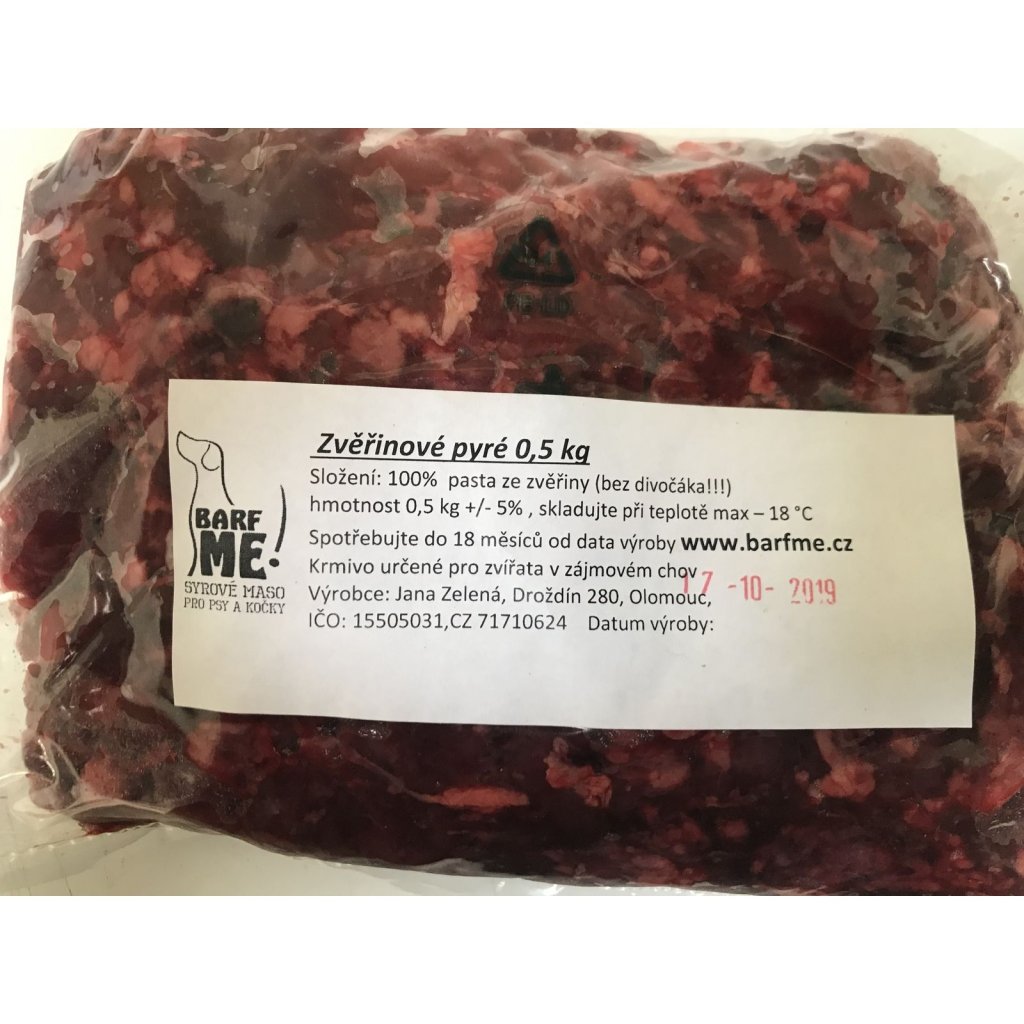 Zvěřinové pyré 0,5 kg
Složení: 100% pasta ze zvěřiny (bez divočáka!!!)
hmotnost 0,5 kg +/- 5% , skladujte při teplotě max – 18 °C
Spotřebujte do 18 měsíců od data výroby www.barfme.cz
Krmivo určené pro zvířata v zájmovém chov
17 -10- 2019
Výrobce: Jana Zelená, Droždín 280, Olomouc,
IČO: 15505031,CZ 71710624 Datum výroby:
BARF
ME!
SYROVÉ MASO
PRO PSY A KOČKY